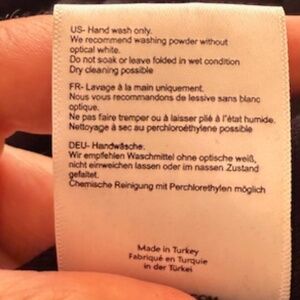 US- Hand wash only.
We recommend washing powder without
optical white.
Do not soak or leave folded in wet condition
Dry cleaning possible
FR- Lavage à la main uniquement.
Nous vous recommandons de lessive sans blanc
optique.
Ne pas faire tremper ou à laisser plié à l'état humide.
Nettoyage à sec au perchloréthylène possible
DEU- Handwäsche.
Wir empfehlen Waschmittel ohne optische weiß,
nicht einweichen lassen oder im nassen Zustand
gefaltet.
Chemische Reinigung mit Perchlorethylen möglich
Made in Turkey
Fabriqué en Turquie
in der Türkei